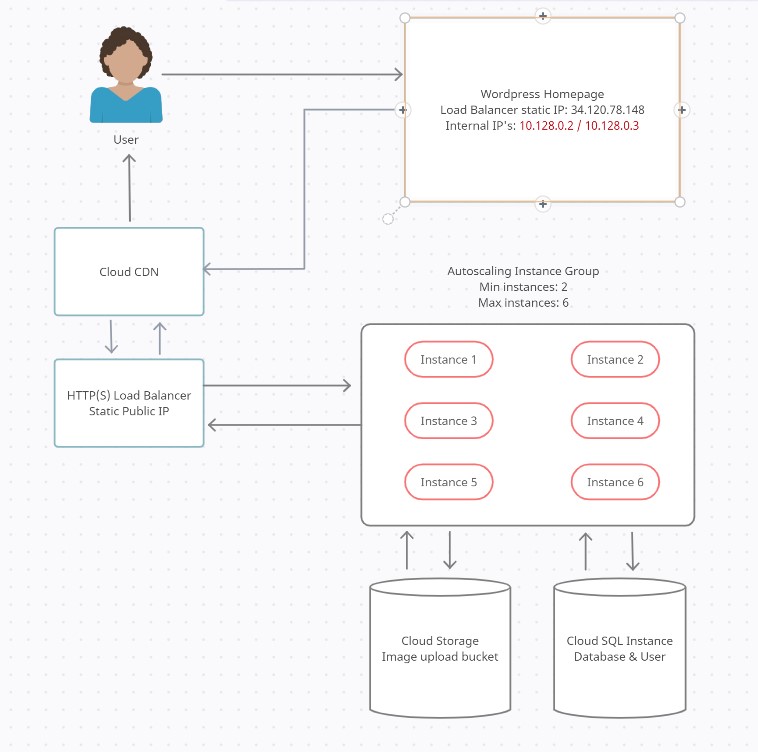 Wordpress Homepage
Load Balancer static IP: 34.120.78.148
Internal IP's: 10.128.0.2 / 10.128.0.3
User
Cloud CDN
Autoscaling Instance Group
Min instances: 2
Max instances: 6
HTTP(S) Load Balancer
Static Public IP
Instance 1
Instance 2
Instance 3
Instance 4
Instance 5
Instance 6
Cloud Storage
Image upload bucket
Cloud SQL Instance
Database & User